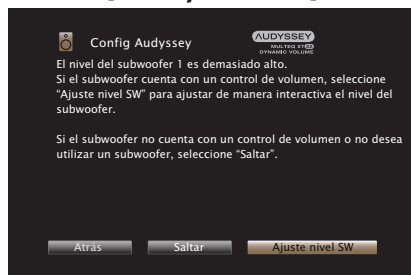 Config Audyssey
AUDYSSEY
MULTEQ XT32
DYNAMIC VOLUME
El nivel del subwoofer 1 es demasiado alto.
Si el subwoofer cuenta con un control de volumen, seleccione
“Ajuste nivel SW” para ajustar de manera interactiva el nivel del
subwoofer.
Si el subwoofer no cuenta con un control de volumen o no desea
utilizar un subwoofer, seleccione “Saltar”.
Atrás
Saltar
Ajuste nivel SW